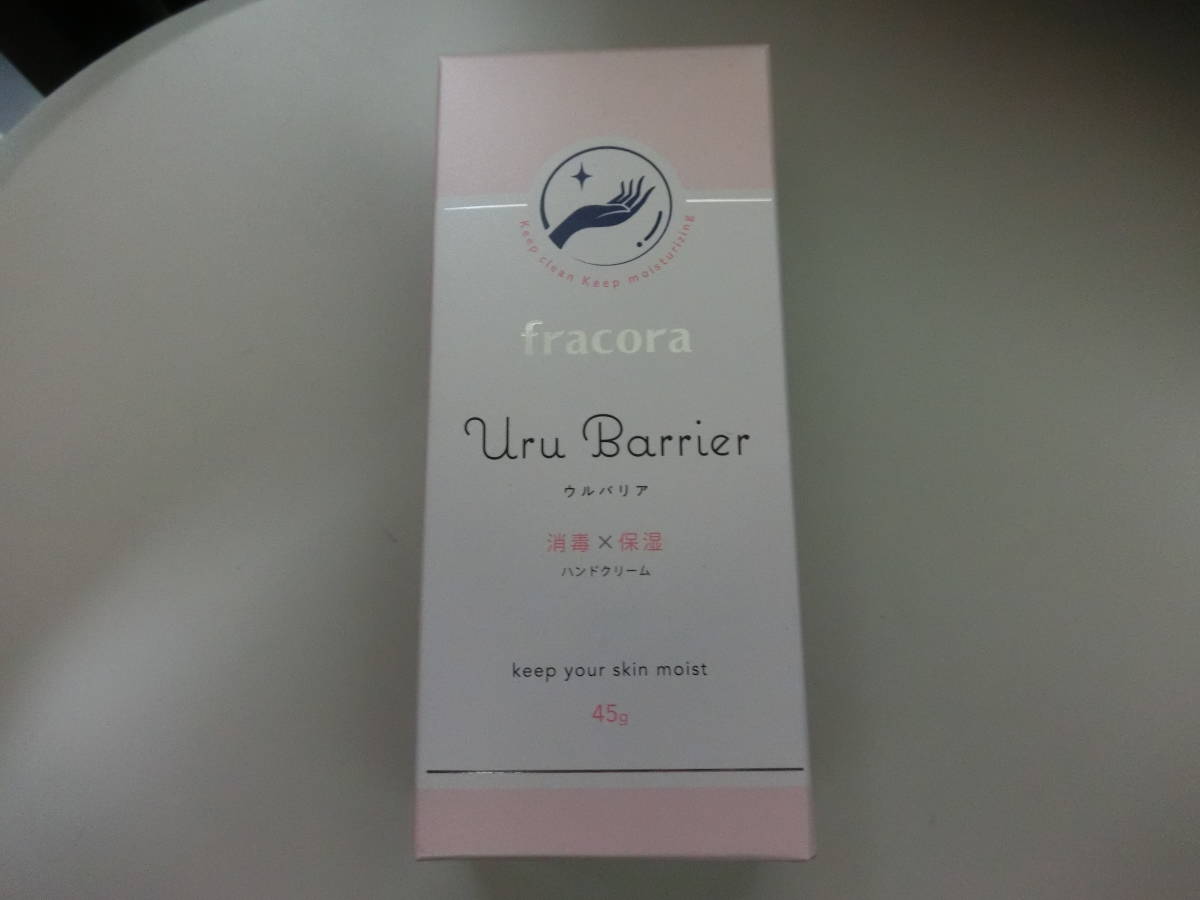 Keep clean Keep moisturizing
fracora
Uru Barrier
ウルバリア
消毒×保湿
ハンドクリーム
keep your skin moist
45g